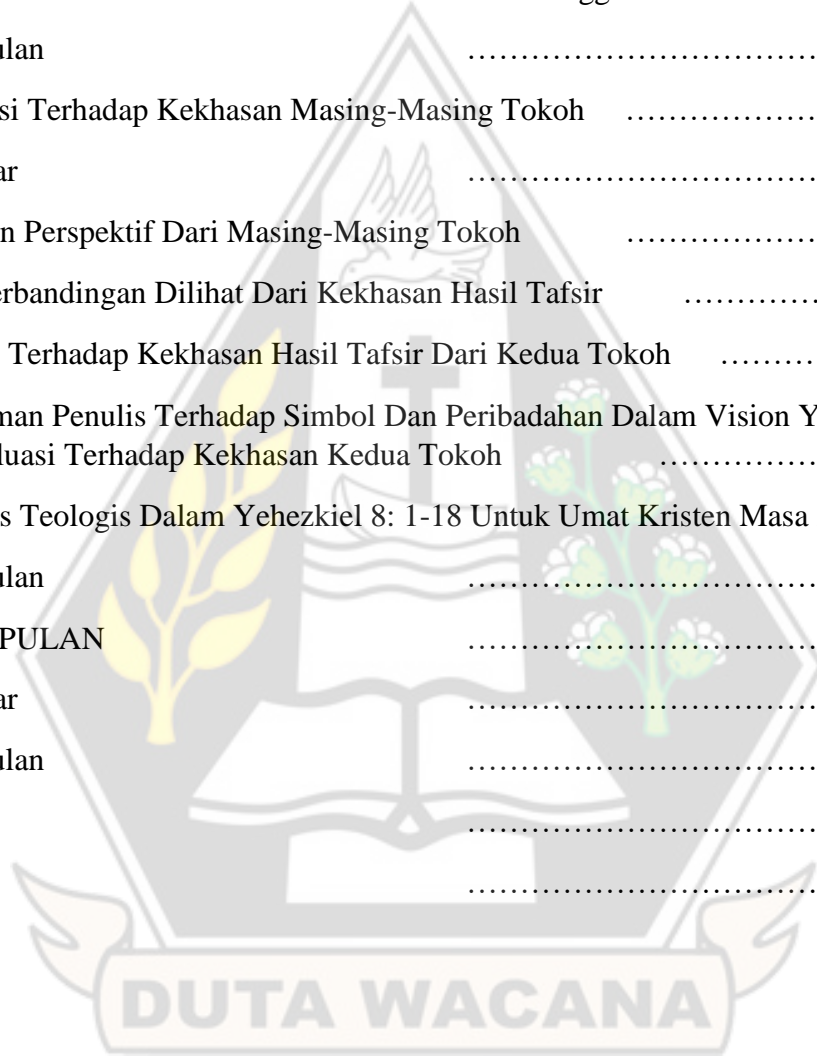 ulan ……………………………
si Terhadap Kekhasan Masing-Masing Tokoh ………………
ar ……………………………
n Perspektif Dari Masing-Masing Tokoh ………………
erbandingan Dilihat Dari Kekhasan Hasil Tafsir …………
Terhadap Kekhasan Hasil Tafsir Dari Kedua Tokoh ………
man Penulis Terhadap Simbol Dan Peribadahan Dalam Vision Y
luasi Terhadap Kekhasan Kedua Tokoh ……………
s Teologis Dalam Yehezkiel 8: 1-18 Untuk Umat Kristen Masa
ulan ……………………………
PULAN ……………………………
ar ……………………………
ulan ……………………………
……………………………
……………………………
DUTA WACANA